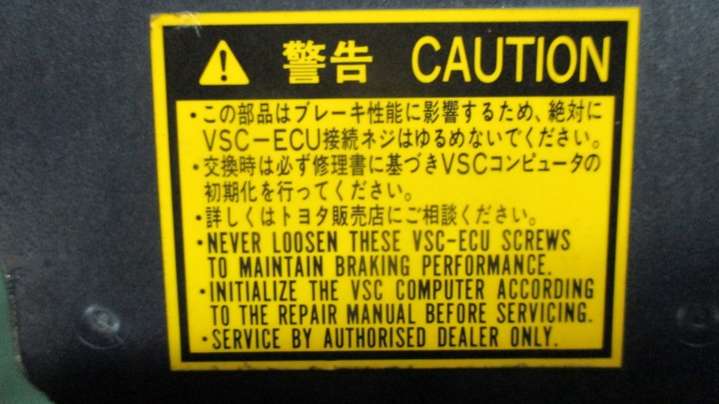 警告 CAUTION
・この部品はブレーキ性能に影響するため、絶対に
VSC-ECU接続ネジはゆるめないでください。
・交換時は必ず修理書に基づきVSCコンピュータの
初期化を行ってください。
・詳しくはトヨタ販売店にご相談ください。
・NEVER LOOSEN THESE VSC-ECU SCREWS
TO MAINTAIN BRAKING PERFORMANCE.
・INITIALIZE THE VSC COMPUTER ACCORDING
TO THE REPAIR MANUAL BEFORE SERVICING.
・SERVICE BY AUTHORISED DEALER ONLY.